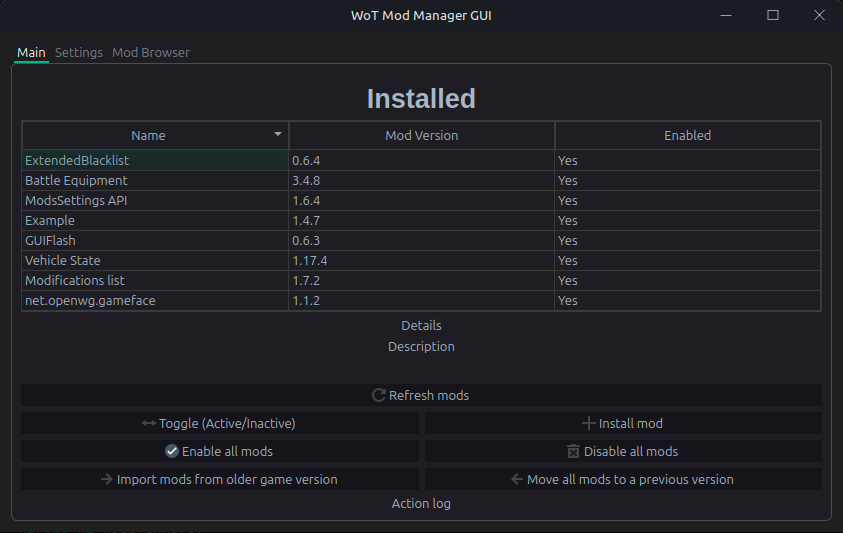 WoT Mod Manager GUI
Main Settings Mod Browser
Installed
Name Mod Version Enabled
ExtendedBlacklist 0.6.4 Yes
Battle Equipment 3.4.8 Yes
ModsSettings API 1.6.4 Yes
Example 1.4.7 Yes
GUIFlash 0.6.3 Yes
Vehicle State 1.17.4 Yes
Modifications list 1.7.2 Yes
net.openwg.gameface 1.1.2 Yes
Details
Description
Refresh mods
Toggle (Active/Inactive) Install mod
Enable all mods Disable all mods
Import mods from older game version Move all mods to a previous version
Action log